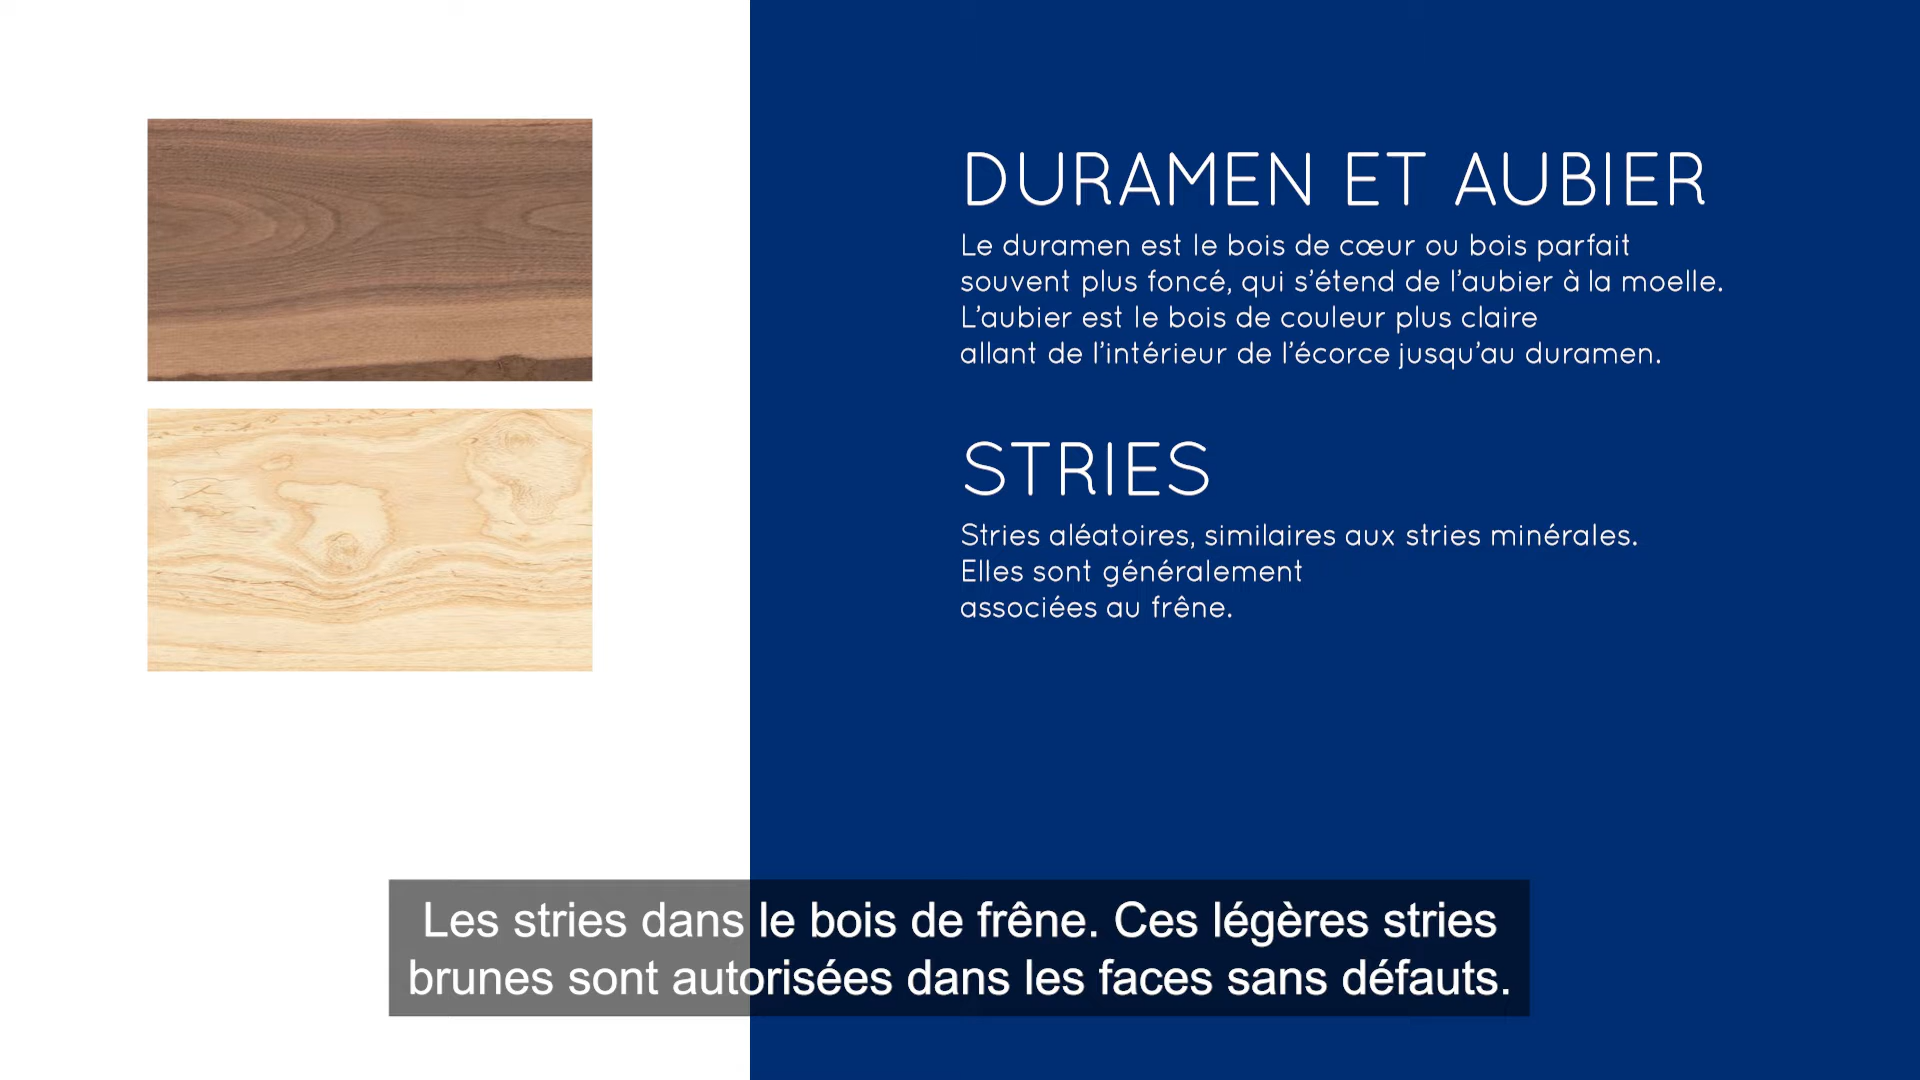 DURAMEN ET AUBIER
Le duramen est le bois de cœur ou bois parfait
souvent plus foncé, qui s’étend de l’aubier à la moelle.
L’aubier est le bois de couleur plus claire
allant de l’intérieur de l’écorce jusqu’au duramen.
STRIES
Stries aléatoires, similaires aux stries minérales.
Elles sont généralement
associées au frêne.
Les stries dans le bois de frêne. Ces légères stries
brunes sont autorisées dans les faces sans défauts.